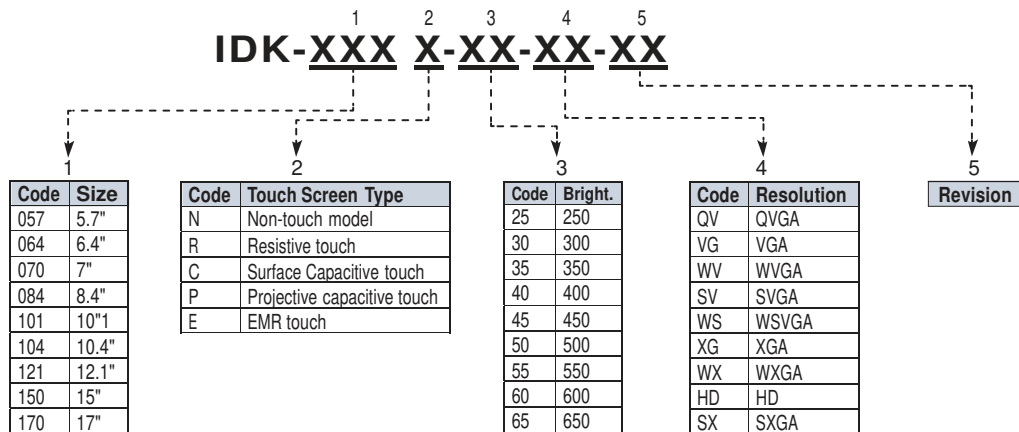 1 2 3 4 5
IDK-XXX X-XX-XX-XX
1
Code Size
057 5.7"
064 6.4"
070 7"
084 8.4"
101 10"1
104 10.4"
121 12.1"
150 15"
170 17"
2
Code Touch Screen Type
N Non-touch model
R Resistive touch
C Surface Capacitive touch
P Projective capacitive touch
E EMR touch
3
Code Bright.
25 250
30 300
35 350
40 400
45 450
50 500
55 550
60 600
65 650
4
Code Resolution
QV QVGA
VG VGA
WV WVGA
SV SVGA
WS WSVGA
XG XGA
WX WXGA
HD HD
SX SXGA
5
Revision